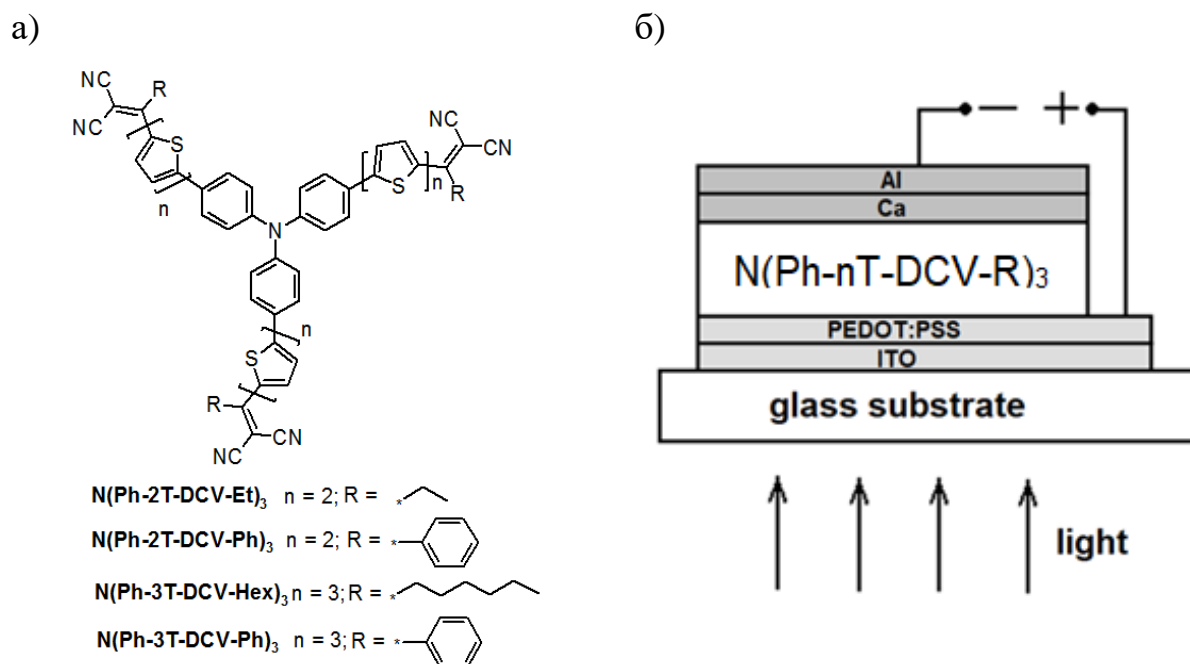 а)
NC
R
NC
S
n
S
n
R
NC
CN
N
n
S
R
NC
CN
N(Ph-2T-DCV-Et)₃ n = 2; R = *
N(Ph-2T-DCV-Ph)₃ n = 2; R = *
N(Ph-3T-DCV-Hex)₃ n = 3; R = *
N(Ph-3T-DCV-Ph)₃ n = 3; R = *
б)
− +
Al
Ca
N(Ph-nT-DCV-R)₃
PEDOT:PSS
ITO
glass substrate
light